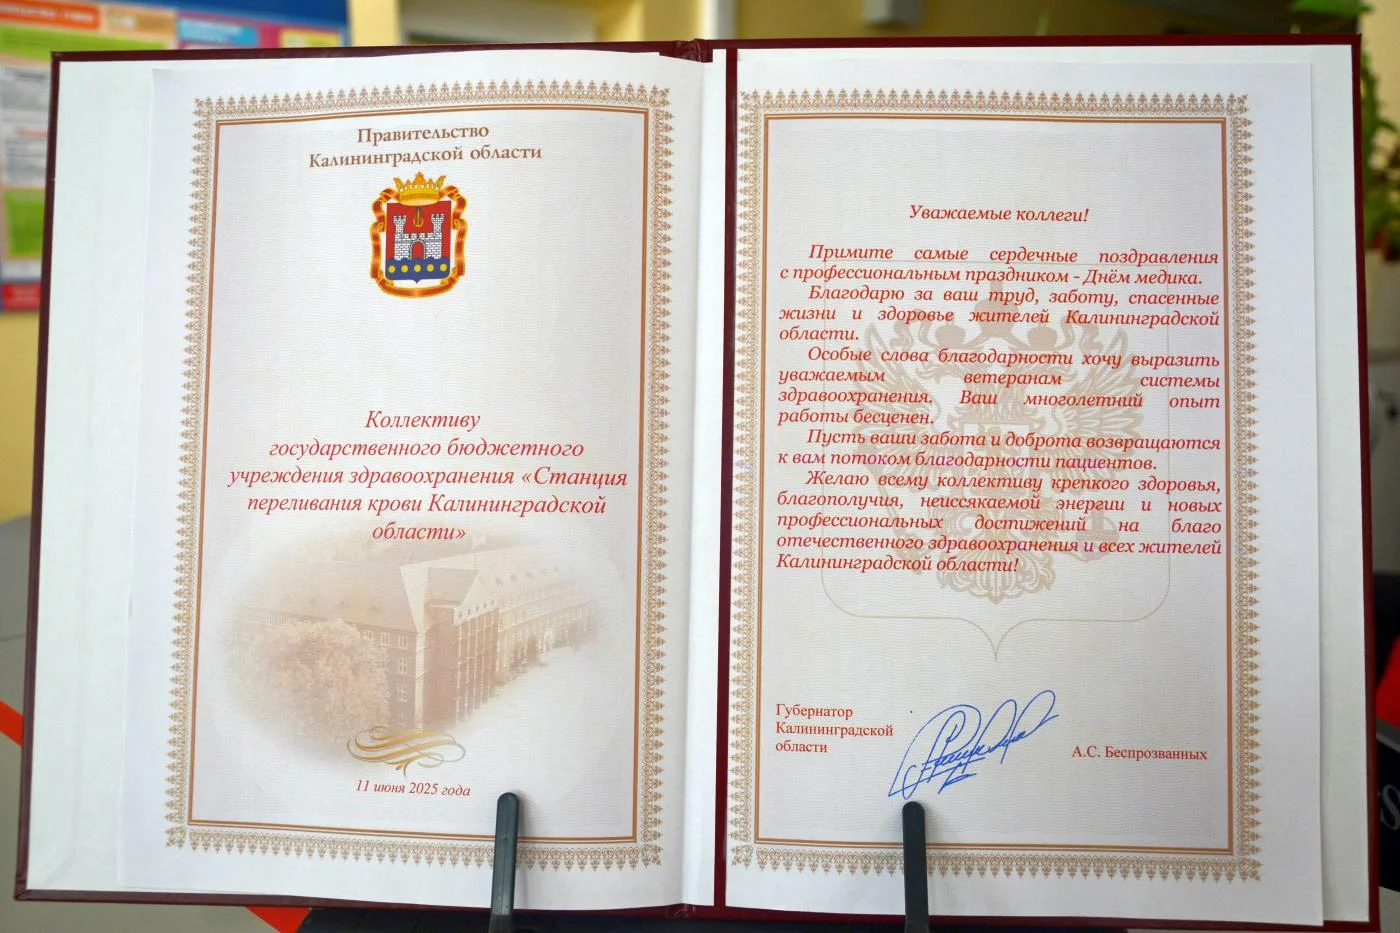 Правительство
Калининградской области
Коллективу
государственного бюджетного
учреждения здравоохранения «Станция
переливания крови Калининградской
области»
11 июня 2025 года
Уважаемые коллеги!
Примите самые сердечные поздравления
с профессиональным праздником - Днём медика.
Благодарю за ваш труд, заботу, спасенные
жизни и здоровье жителей Калининградской
области.
Особые слова благодарности хочу выразить
уважаемым ветеранам системы
здравоохранения. Ваш многолетний опыт
работы бесценен.
Пусть ваши забота и доброта возвращаются
к вам потоком благодарности пациентов.
Желаю всему коллективу крепкого здоровья,
благополучия, неиссякаемой энергии и новых
профессиональных достижений на благо
отечественного здравоохранения и всех жителей
Калининградской области!
Губернатор
Калининградской
области
А.С. Беспрозванных